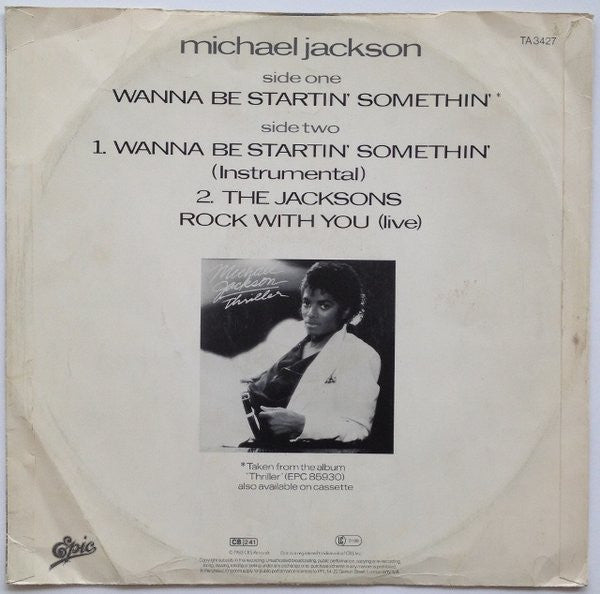 michael jackson
TA 3427
side one
WANNA BE STARTIN' SOMETHIN'*
side two
1. WANNA BE STARTIN' SOMETHIN'
(Instrumental)
2. THE JACKSONS
ROCK WITH YOU (live)
Michael
Jackson
Thriller
* Taken from the album
'Thriller' (EPC 85930)
also available on cassette
CB 241
Epic